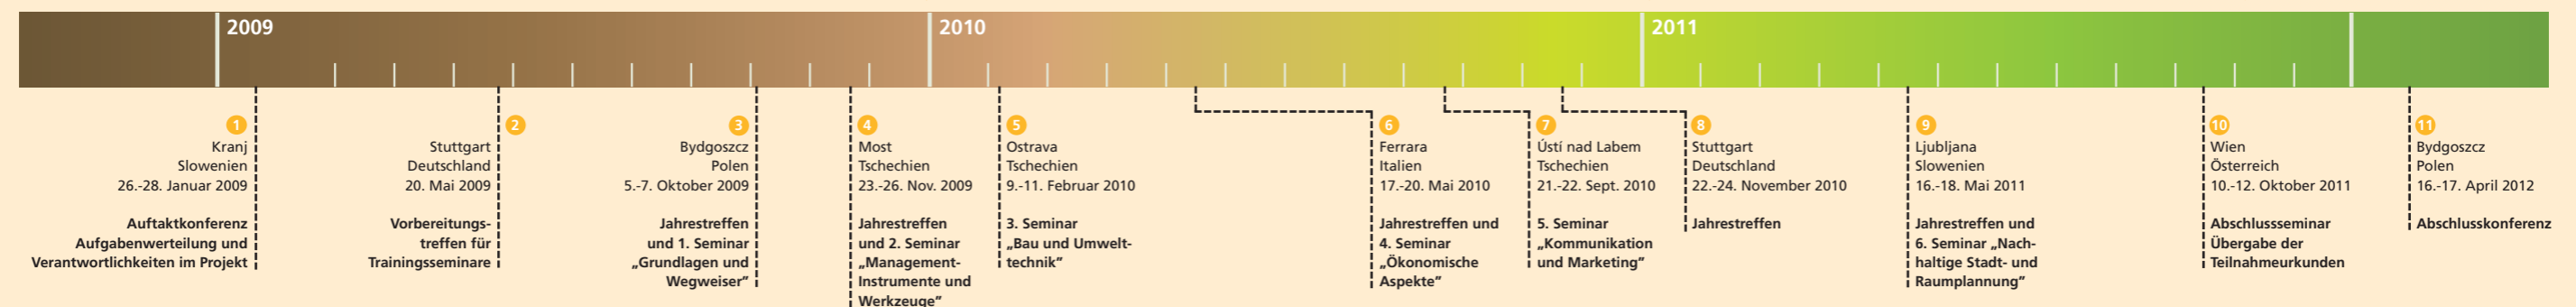 2009
2010
2011
1
Kranj
Slowenien
26.-28. Januar 2009
Auftaktkonferenz
Aufgabenwerteilung und
Verantwortlichkeiten im Projekt
2
Stuttgart
Deutschland
20. Mai 2009
Vorbereitungs-
treffen für
Trainingsseminare
3
Bydgoszcz
Polen
5.-7. Oktober 2009
Jahrestreffen
und 1. Seminar
„Grundlagen und
Wegweiser“
4
Most
Tschechien
23.-26. Nov. 2009
Jahrestreffen
und 2. Seminar
„Management-
Instrumente und
Werkzeuge“
5
Ostrava
Tschechien
9.-11. Februar 2010
3. Seminar
„Bau und Umwelt-
technik“
6
Ferrara
Italien
17.-20. Mai 2010
Jahrestreffen und
4. Seminar
„Ökonomische
Aspekte“
7
Ústí nad Labem
Tschechien
21.-22. Sept. 2010
5. Seminar
„Kommunikation
und Marketing“
8
Stuttgart
Deutschland
22.-24. November 2010
Jahrestreffen
9
Ljubljana
Slowenien
16.-18. Mai 2011
Jahrestreffen und
6. Seminar „Nach-
haltige Stadt- und
Raumplannung“
10
Wien
Österreich
10.-12. Oktober 2011
Abschlussseminar
Übergabe der
Teilnahmeurkunden
11
Bydgoszcz
Polen
16.-17. April 2012
Abschlusskonferenz